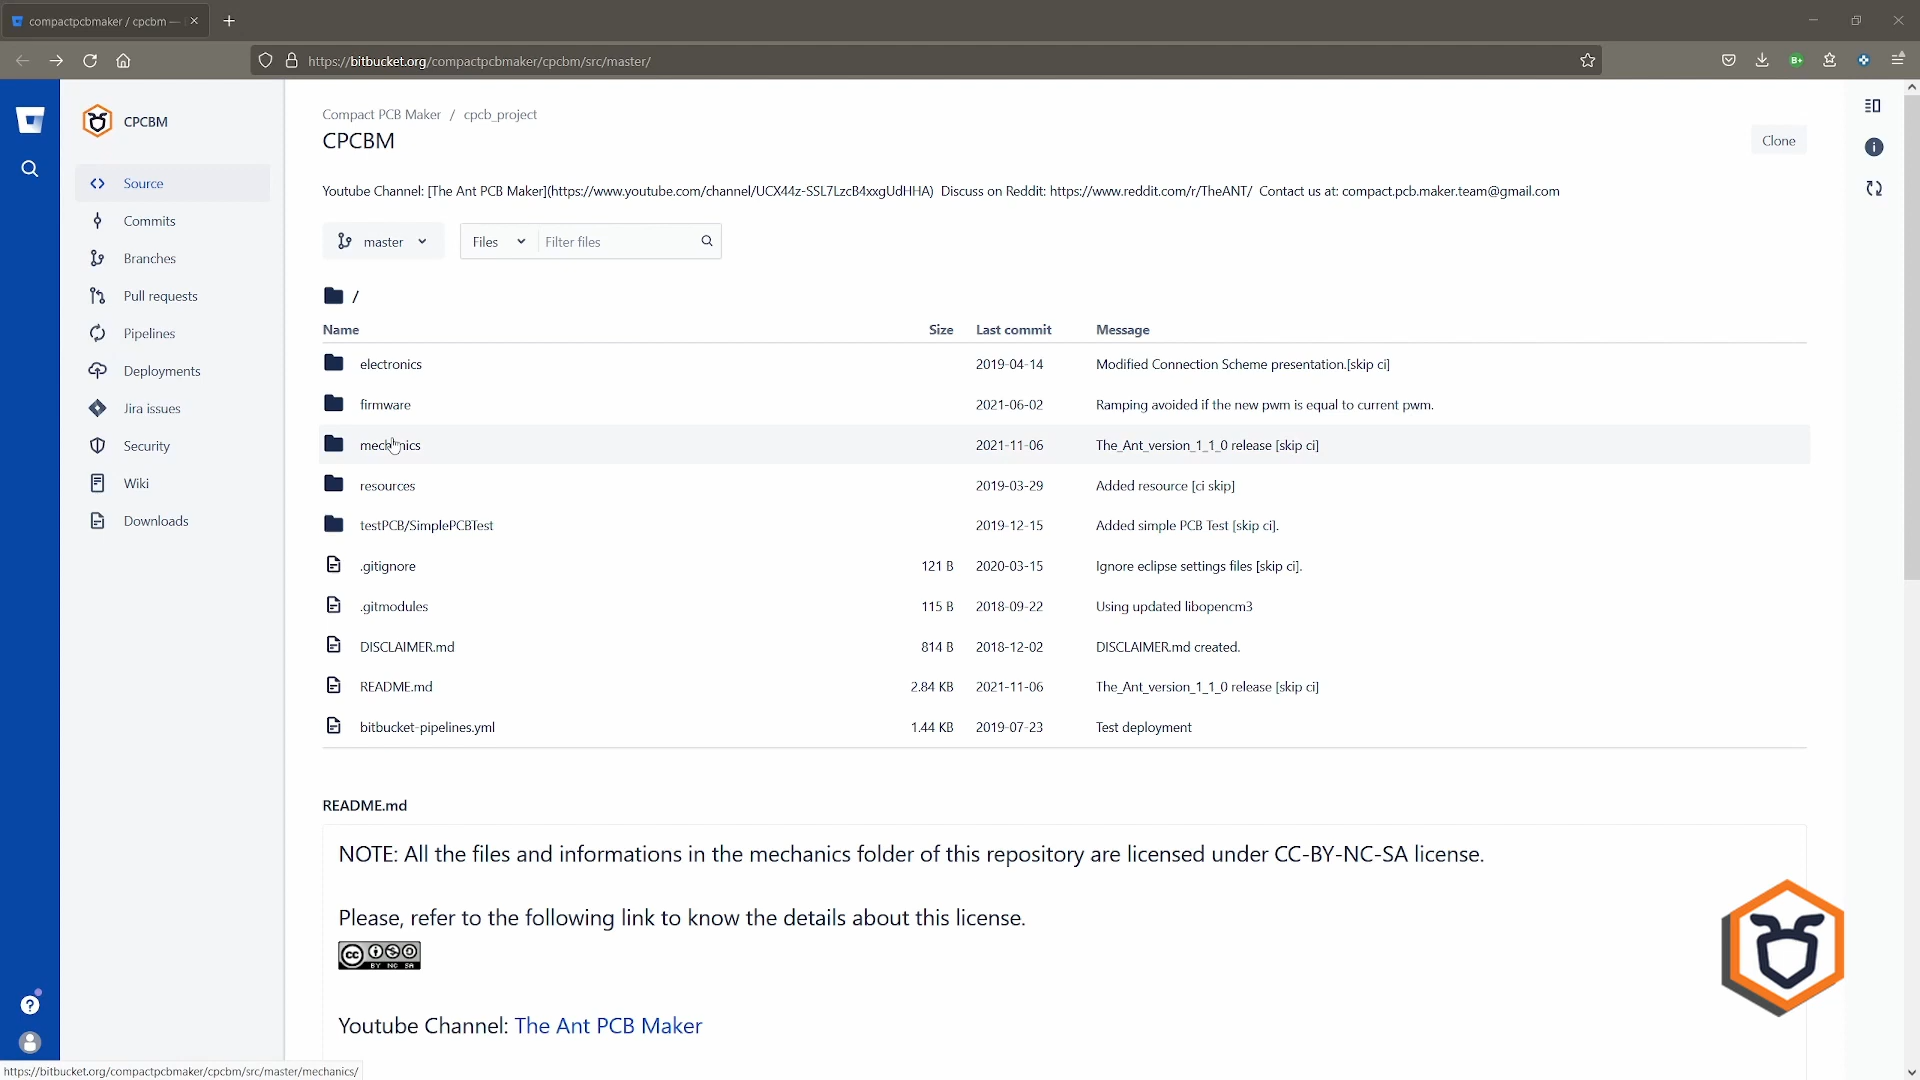 compactpcbmaker / cpcbm —
https://bitbucket.org/compactpcbmaker/cpcbm/src/master/
CPCBM
Source
Commits
Branches
Pull requests
Pipelines
Deployments
Jira issues
Security
Wiki
Downloads
Compact PCB Maker / cpcb_project
CPCBM
Clone
Youtube Channel: [The Ant PCB Maker](https://www.youtube.com/channel/UCX44z-SSL7LzcB4xxgUdHHA) Discuss on Reddit: https://www.reddit.com/r/TheANT/ Contact us at: compact.pcb.maker.team@gmail.com
master Files Filter files
/
Name Size Last commit Message
electronics 2019-04-14 Modified Connection Scheme presentation.[skip ci]
firmware 2021-06-02 Ramping avoided if the new pwm is equal to current pwm.
mechanics 2021-11-06 The_Ant_version_1_1_0 release [skip ci]
resources 2019-03-29 Added resource [ci skip]
testPCB/SimplePCBTest 2019-12-15 Added simple PCB Test [skip ci].
.gitignore 121 B 2020-03-15 Ignore eclipse settings files [skip ci].
.gitmodules 115 B 2018-09-22 Using updated libopencm3
DISCLAIMER.md 814 B 2018-12-02 DISCLAIMER.md created.
README.md 2.84 KB 2021-11-06 The_Ant_version_1_1_0 release [skip ci]
bitbucket-pipelines.yml 1.44 KB 2019-07-23 Test deployment
README.md
NOTE: All the files and informations in the mechanics folder of this repository are licensed under CC-BY-NC-SA license.
Please, refer to the following link to know the details about this license.
cc
BY NC SA
Youtube Channel: The Ant PCB Maker
https://bitbucket.org/compactpcbmaker/cpcbm/src/master/mechanics/